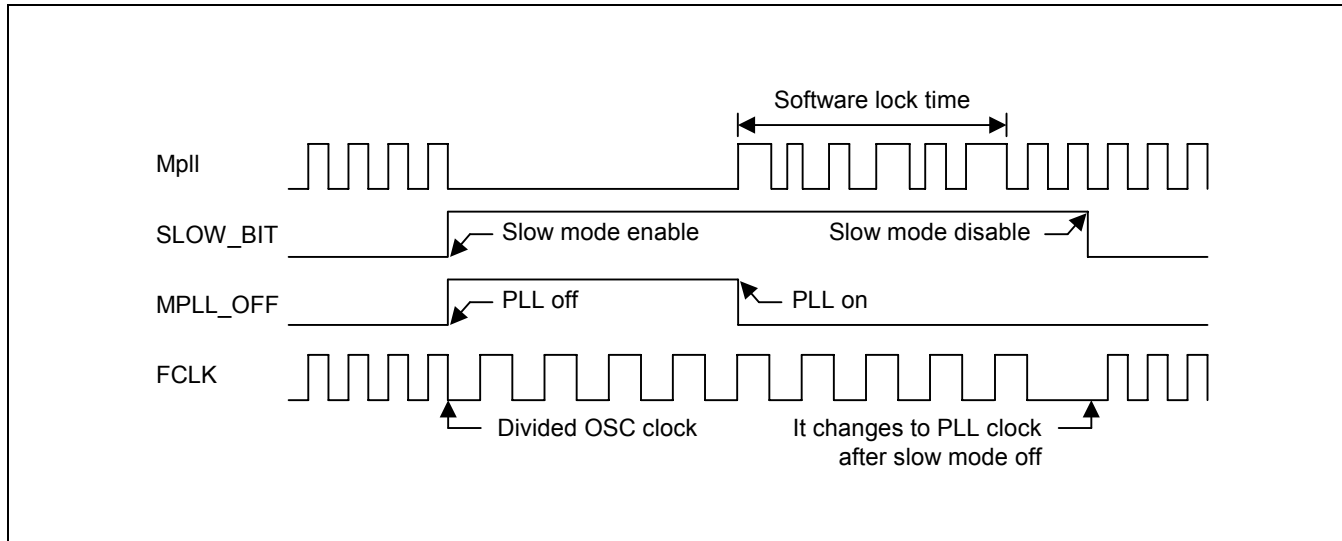 Software lock time
Mpll
SLOW_BIT
Slow mode enable
Slow mode disable
MPLL_OFF
PLL off
PLL on
FCLK
Divided OSC clock
It changes to PLL clock
after slow mode off